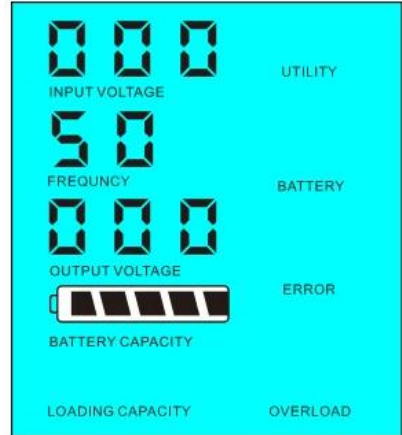 000
UTILITY
INPUT VOLTAGE
50
FREQUNCY
BATTERY
000
OUTPUT VOLTAGE
ERROR
BATTERY CAPACITY
LOADING CAPACITY
OVERLOAD